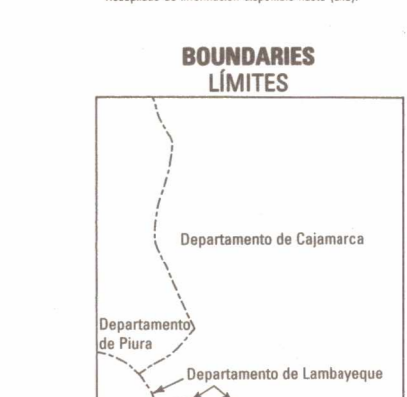 BOUNDARIES
LÍMITES
Departamento de Cajamarca
Departamento
de Piura
Departamento de Lambayeque